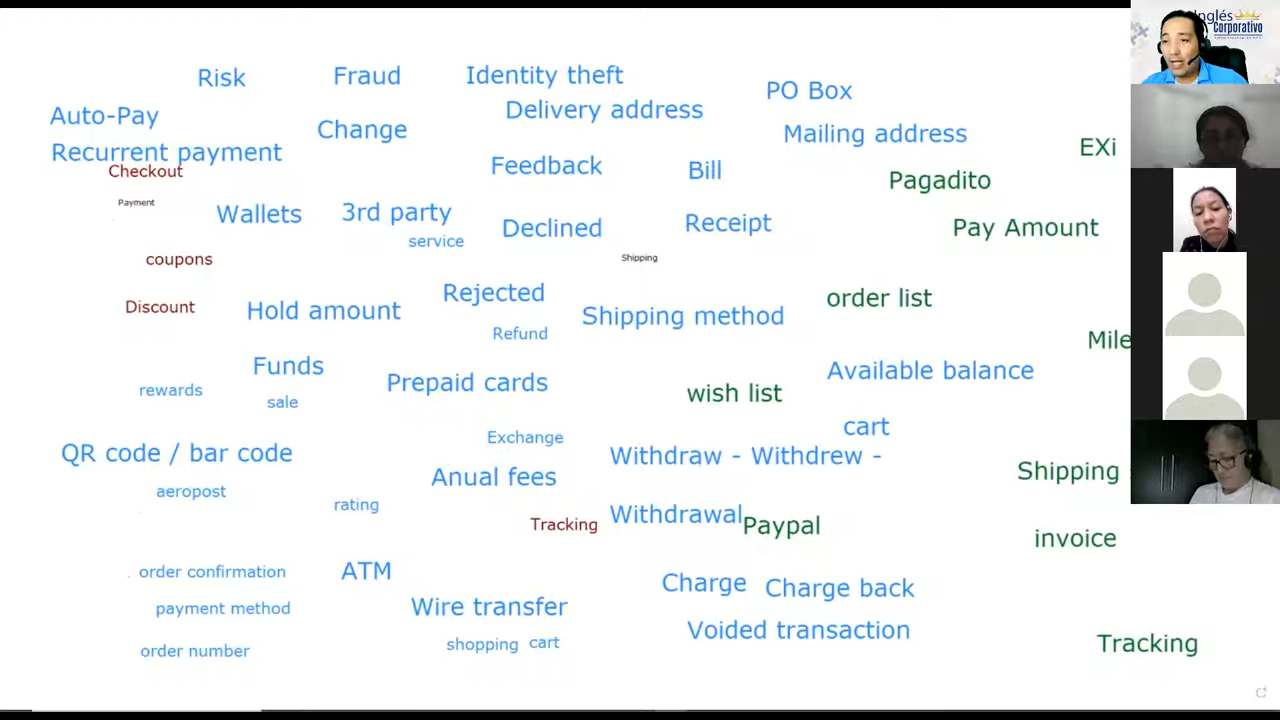 Risk
Fraud
Identity theft
PO Box
Auto-Pay
Delivery address
Change
Mailing address
EXi
Recurrent payment
Checkout
Feedback
Bill
Pagadito
Payment
Wallets
3rd party
service
Declined
Receipt
Pay Amount
coupons
Shipping
Discount
Hold amount
Rejected
Shipping method
order list
Refund
Mile
Funds
Prepaid cards
Available balance
rewards
sale
wish list
cart
QR code / bar code
Exchange
Withdraw - Withdrew -
Anual fees
Shipping
aeropost
rating
Tracking
Withdrawal
Paypal
invoice
order confirmation
ATM
Charge
Charge back
payment method
Wire transfer
Voided transaction
shopping cart
order number
Tracking
Inglés
Corporativo